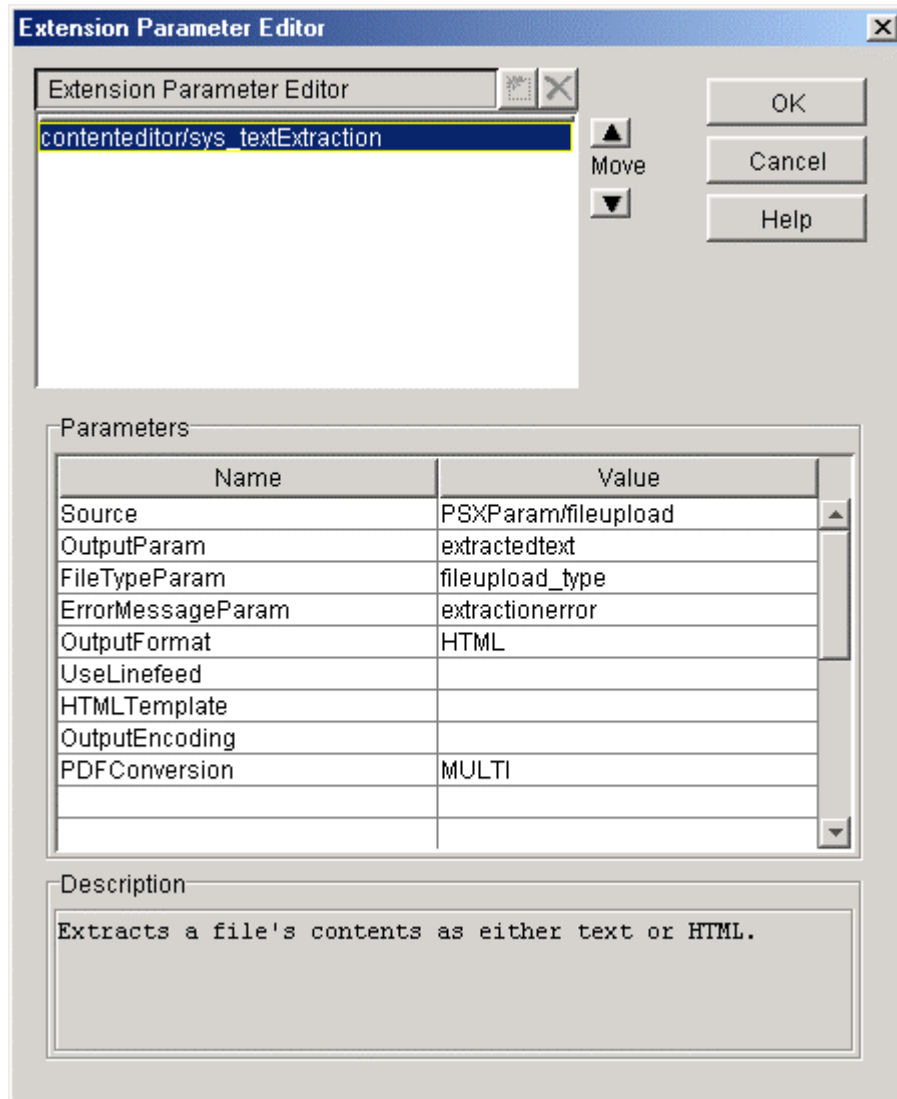 Extension Parameter Editor
Extension Parameter Editor
OK
contenteditor/sys_textExtraction
Move
Cancel
Help
Parameters
Name Value
Source PSXParam/fileupload
OutputParam extractedtext
FileTypeParam fileupload_type
ErrorMessageParam extractionerror
OutputFormat HTML
UseLinefeed
HTMLTemplate
OutputEncoding
PDFConversion MULTI
Description
Extracts a file's contents as either text or HTML.